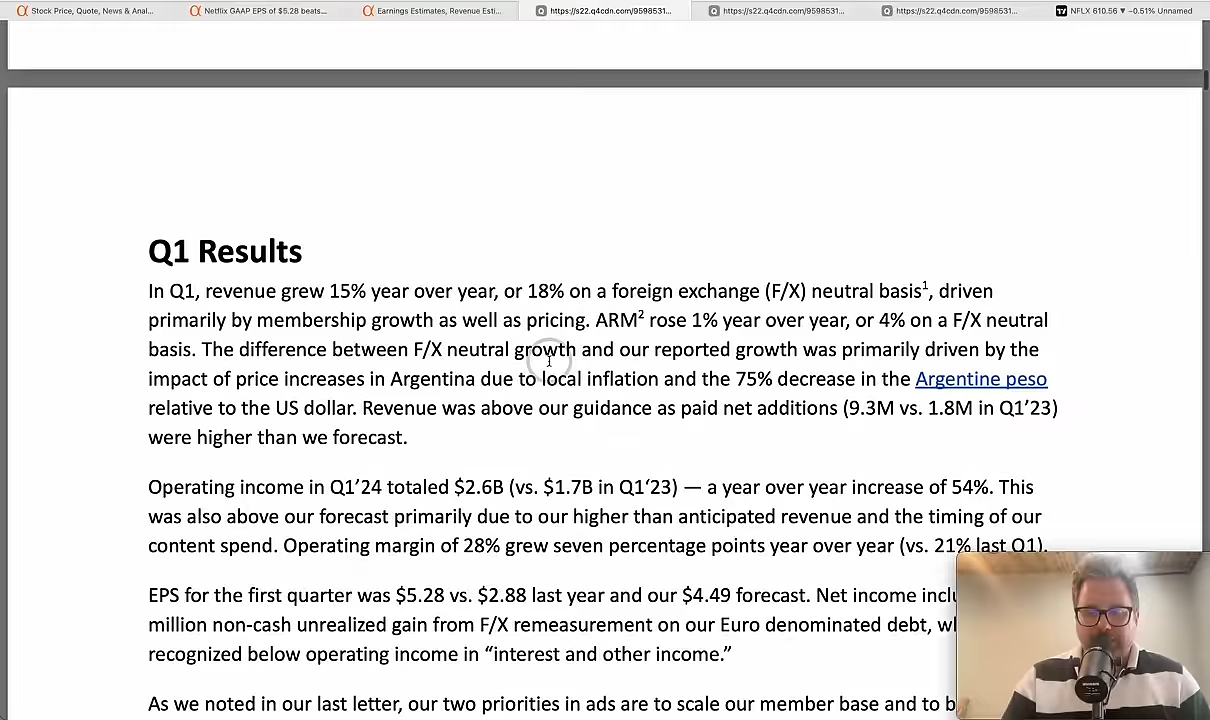 Stock Price, Quote, News & Anal...
Netflix GAAP EPS of $5.28 beats...
Earnings Estimates, Revenue Esti...
https://s22.q4cdn.com/9598531...
https://s22.q4cdn.com/9598531...
https://s22.q4cdn.com/9598531...
NFLX 610.56 ▼ −0.51% Unnamed
Q1 Results
In Q1, revenue grew 15% year over year, or 18% on a foreign exchange (F/X) neutral basis¹, driven
primarily by membership growth as well as pricing. ARM² rose 1% year over year, or 4% on a F/X neutral
basis. The difference between F/X neutral growth and our reported growth was primarily driven by the
impact of price increases in Argentina due to local inflation and the 75% decrease in the Argentine peso
relative to the US dollar. Revenue was above our guidance as paid net additions (9.3M vs. 1.8M in Q1’23)
were higher than we forecast.
Operating income in Q1’24 totaled $2.6B (vs. $1.7B in Q1‘23) — a year over year increase of 54%. This
was also above our forecast primarily due to our higher than anticipated revenue and the timing of our
content spend. Operating margin of 28% grew seven percentage points year over year (vs. 21% last Q1).
EPS for the first quarter was $5.28 vs. $2.88 last year and our $4.49 forecast. Net income
million non-cash unrealized gain from F/X remeasurement on our Euro denominated debt,
recognized below operating income in “interest and other income.”
As we noted in our last letter, our two priorities in ads are to scale our member base and to